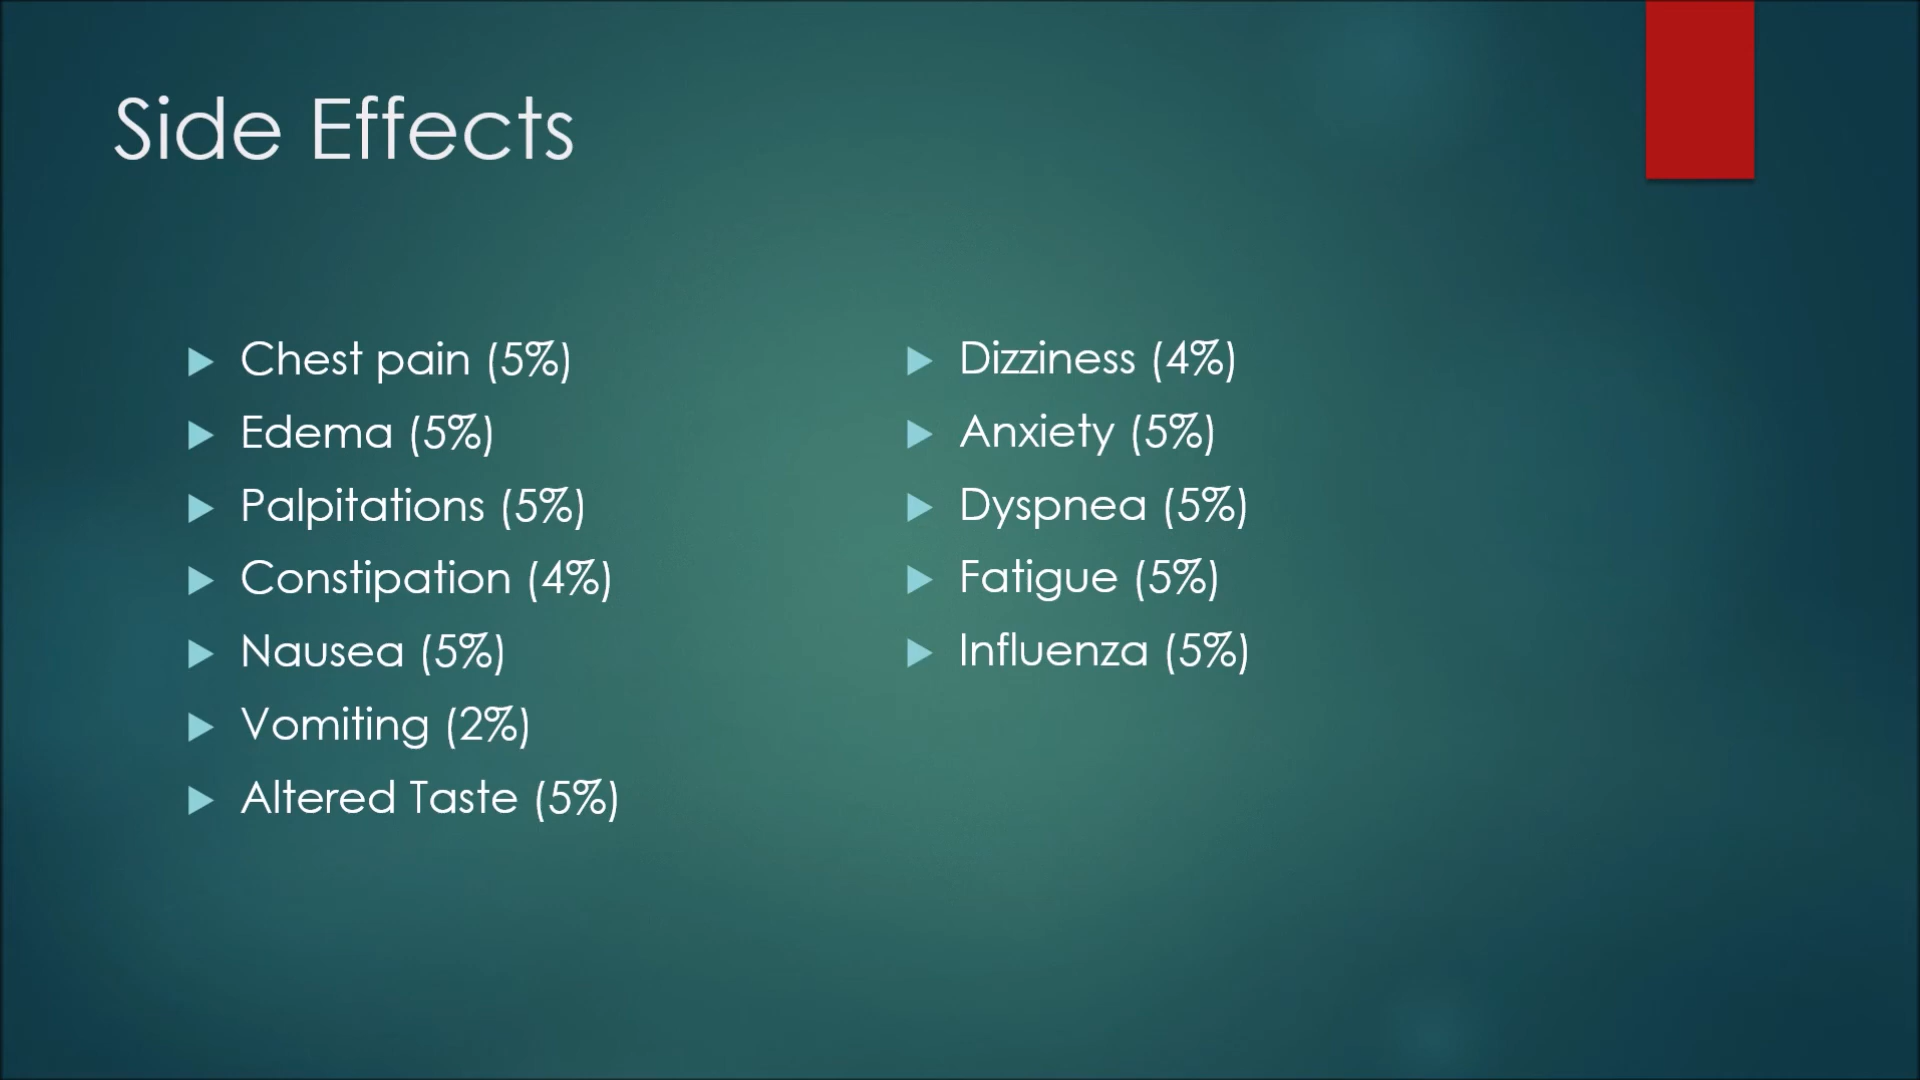 Side Effects
Chest pain (5%)
Edema (5%)
Palpitations (5%)
Constipation (4%)
Nausea (5%)
Vomiting (2%)
Altered Taste (5%)
Dizziness (4%)
Anxiety (5%)
Dyspnea (5%)
Fatigue (5%)
Influenza (5%)